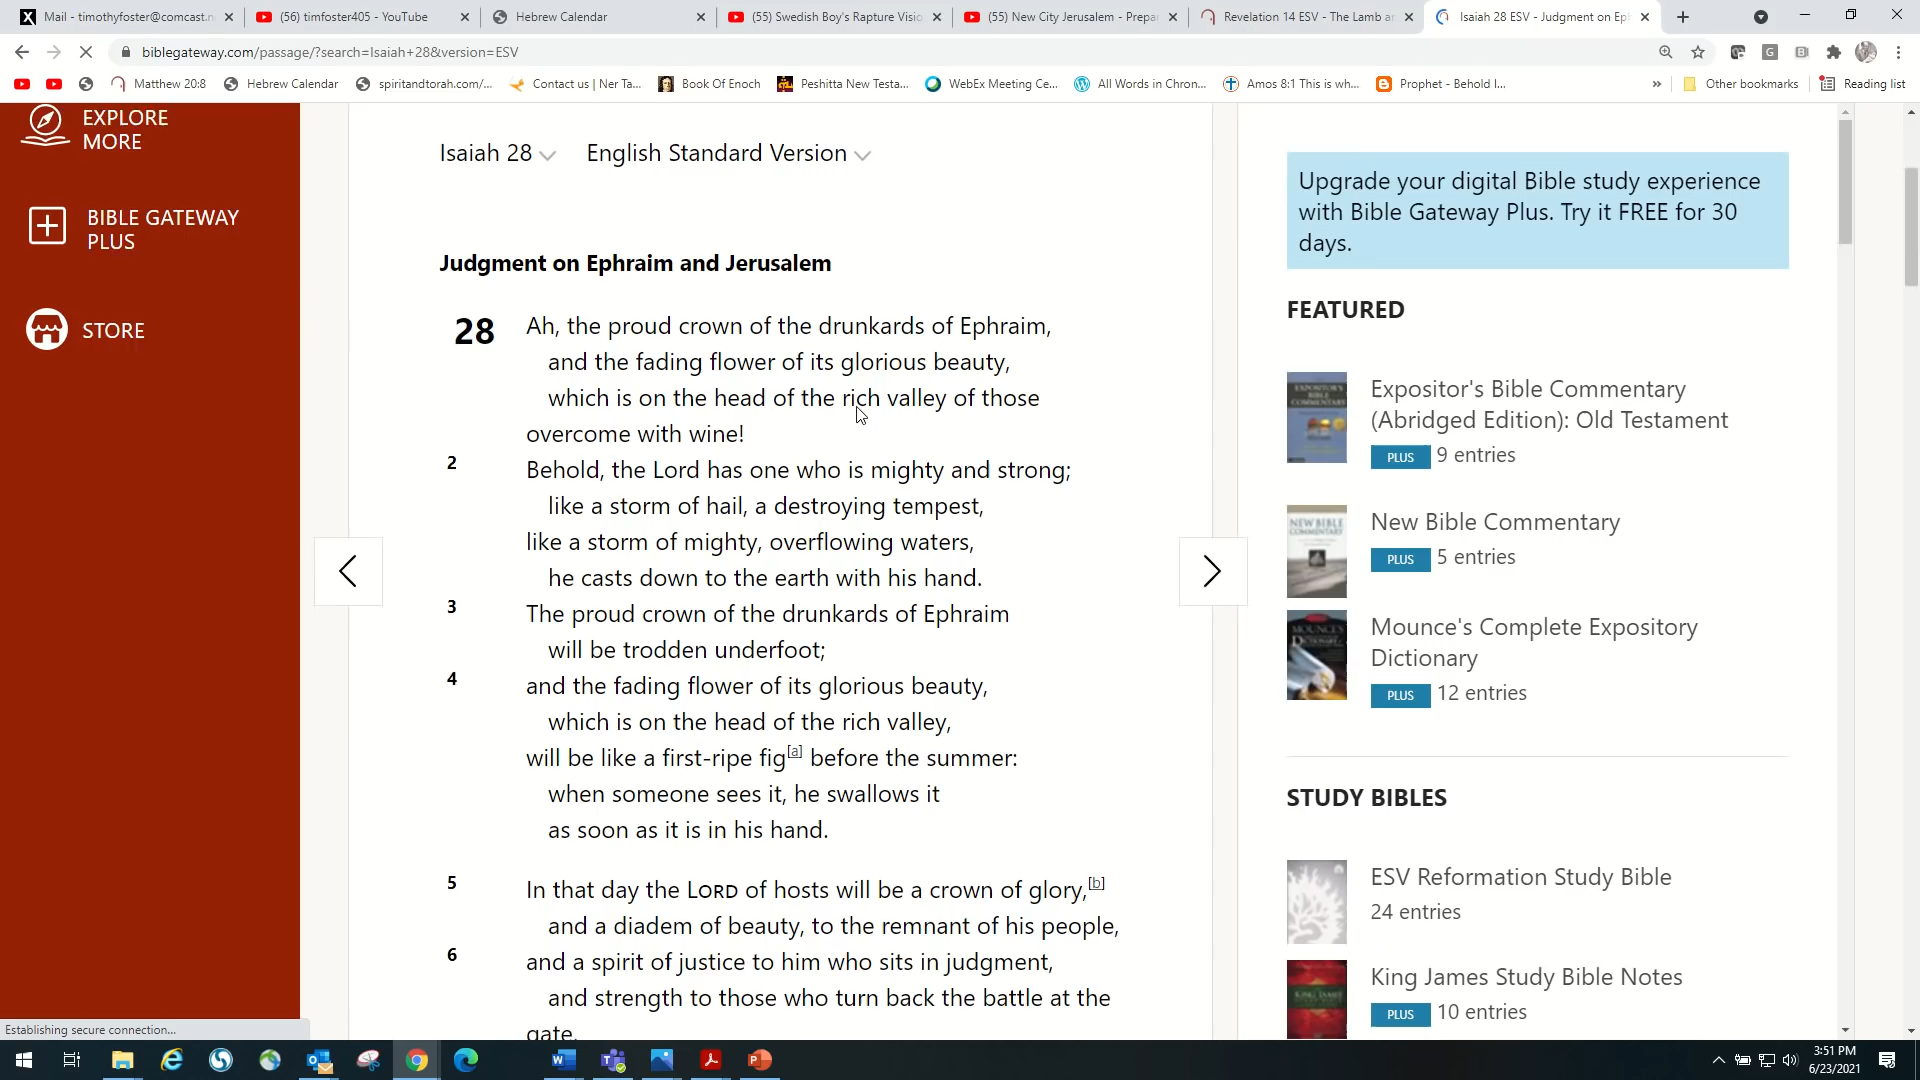 Mail - timothyfoster@comcast.n
(56) timfoster405 - YouTube
Hebrew Calendar
(55) Swedish Boy's Rapture Visio
(55) New City Jerusalem - Prepar
Revelation 14 ESV - The Lamb an
Isaiah 28 ESV - Judgment on Eph
biblegateway.com/passage/?search=Isaiah+28&version=ESV
Matthew 20:8
Hebrew Calendar
spiritandtorah.com/...
Contact us | Ner Ta...
Book Of Enoch
Peshitta New Testa...
WebEx Meeting Ce...
All Words in Chron...
Amos 8:1 This is wh...
Prophet - Behold I...
»
Other bookmarks
Reading list
EXPLORE
MORE
BIBLE GATEWAY
PLUS
STORE
Isaiah 28
English Standard Version
Judgment on Ephraim and Jerusalem
28 Ah, the proud crown of the drunkards of Ephraim,
and the fading flower of its glorious beauty,
which is on the head of the rich valley of those
overcome with wine!
2 Behold, the Lord has one who is mighty and strong;
like a storm of hail, a destroying tempest,
like a storm of mighty, overflowing waters,
he casts down to the earth with his hand.
3 The proud crown of the drunkards of Ephraim
will be trodden underfoot;
4 and the fading flower of its glorious beauty,
which is on the head of the rich valley,
will be like a first-ripe fig[a] before the summer:
when someone sees it, he swallows it
as soon as it is in his hand.
5 In that day the LORD of hosts will be a crown of glory,[b]
and a diadem of beauty, to the remnant of his people,
6 and a spirit of justice to him who sits in judgment,
and strength to those who turn back the battle at the
gate.
Upgrade your digital Bible study experience
with Bible Gateway Plus. Try it FREE for 30
days.
FEATURED
Expositor's Bible Commentary
(Abridged Edition): Old Testament
PLUS 9 entries
New Bible Commentary
PLUS 5 entries
Mounce's Complete Expository
Dictionary
PLUS 12 entries
STUDY BIBLES
ESV Reformation Study Bible
24 entries
King James Study Bible Notes
PLUS 10 entries
Establishing secure connection...
3:51 PM
6/23/2021